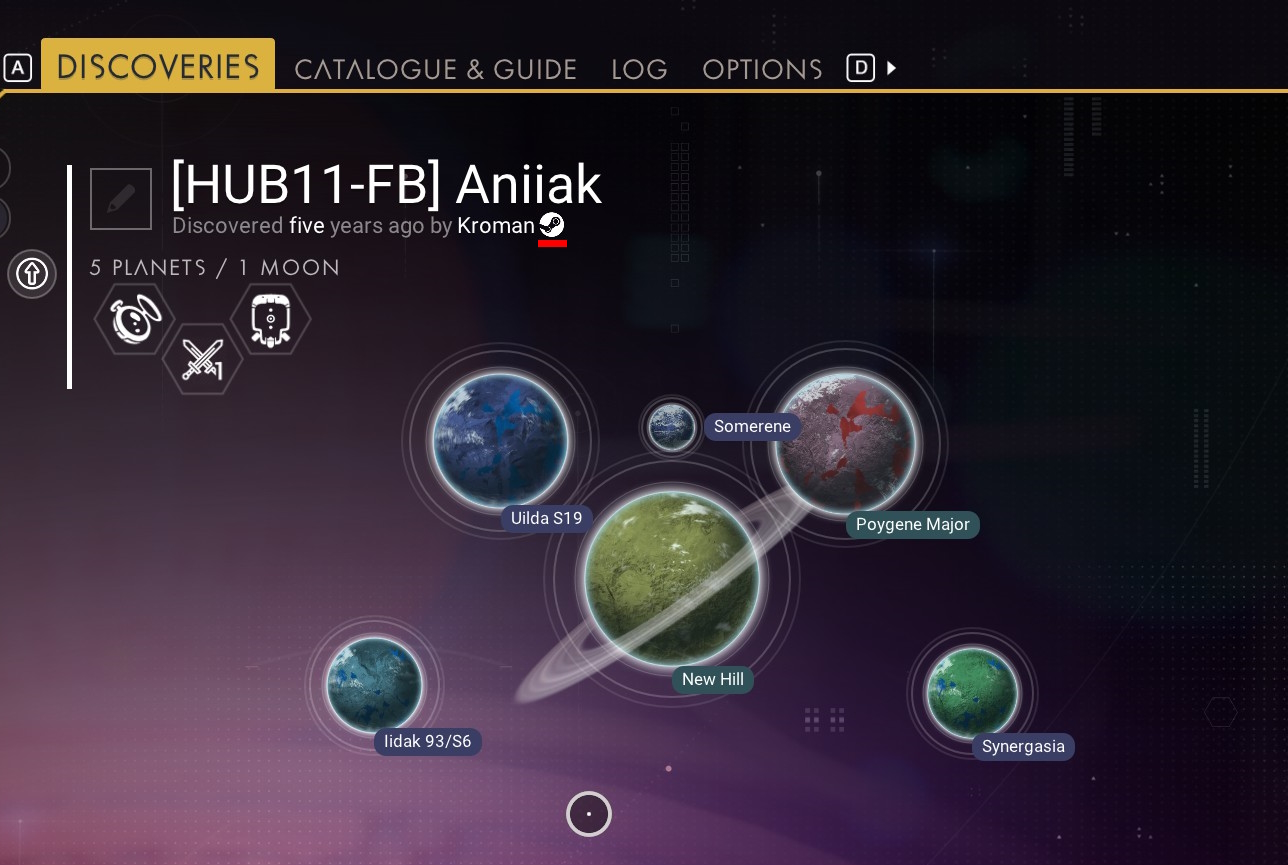 A DISCOVERIES CATALOGUE & GUIDE LOG OPTIONS D
[HUB11-FB] Aniiak
Discovered five years ago by Kroman
5 PLANETS / 1 MOON
1
Somerene
Uilda S19
Poygene Major
New Hill
Iidak 93/S6
Synergasia